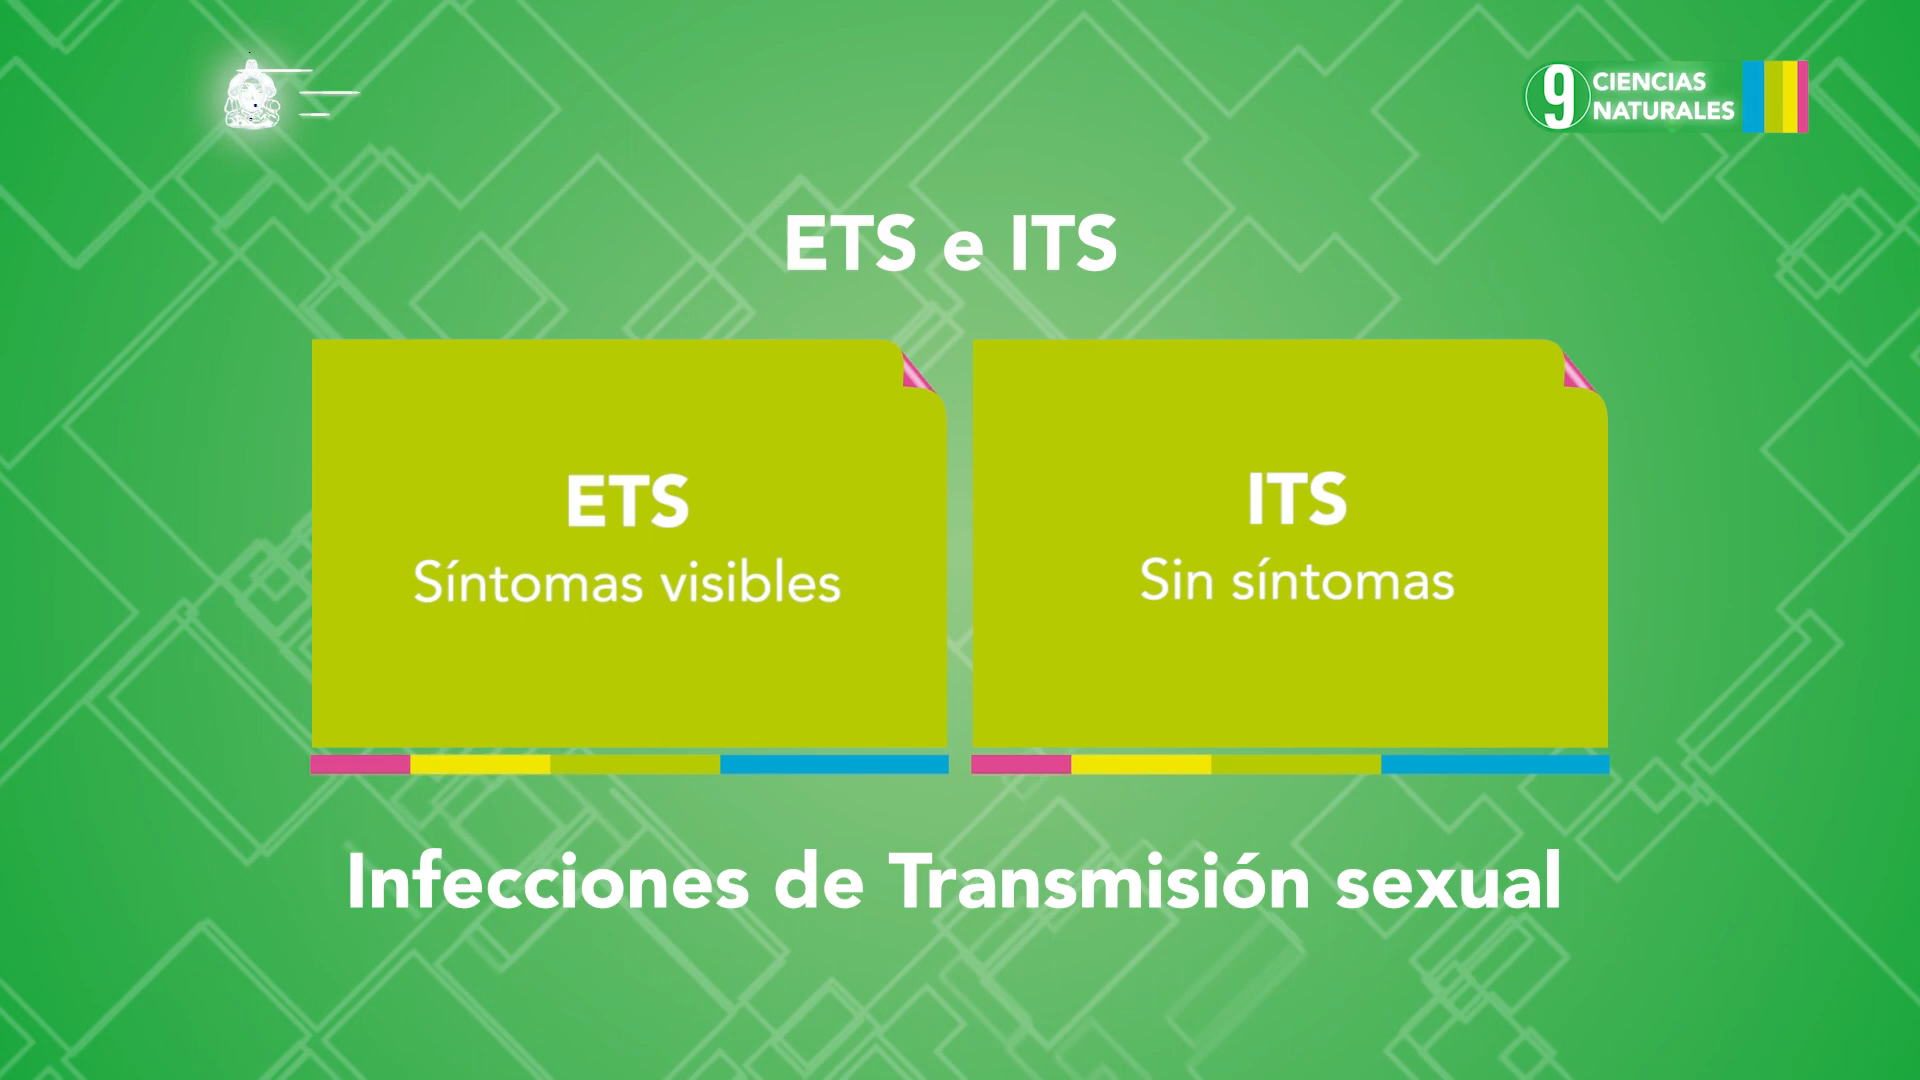 9 CIENCIAS
NATURALES
ETS e ITS
ETS
Síntomas visibles
ITS
Sin síntomas
Infecciones de Transmisión sexual